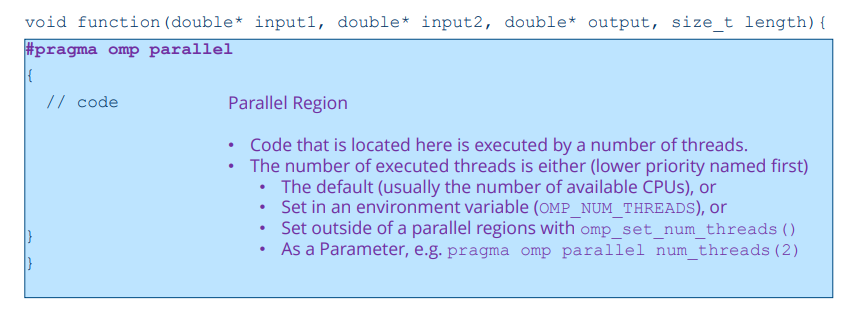 void function(double* input1, double* input2, double* output, size_t length){
#pragma omp parallel
{
// code
Parallel Region
• Code that is located here is executed by a number of threads.
• The number of executed threads is either (lower priority named first)
• The default (usually the number of available CPUs), or
• Set in an environment variable (OMP_NUM_THREADS), or
• Set outside of a parallel regions with omp_set_num_threads()
• As a Parameter, e.g. pragma omp parallel num_threads(2)
}
}